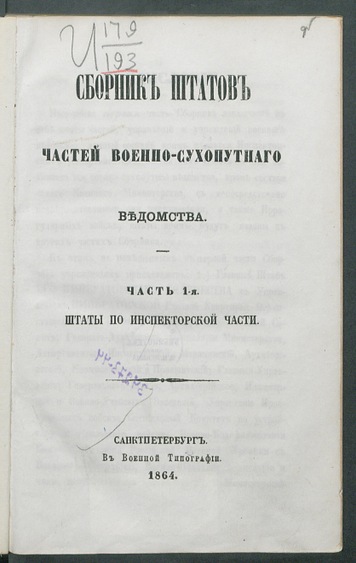 И 179
193
СБОРНИКЪ ШТАТОВЪ
ЧАСТЕЙ ВОЕННО-СУХОПУТНАГО
ВѢДОМСТВА.
ЧАСТЬ 1-я.
ШТАТЫ ПО ИНСПЕКТОРСКОЙ ЧАСТИ.
САНКТПЕТЕРБУРГЪ.
Въ Военной Типографіи.
1864.